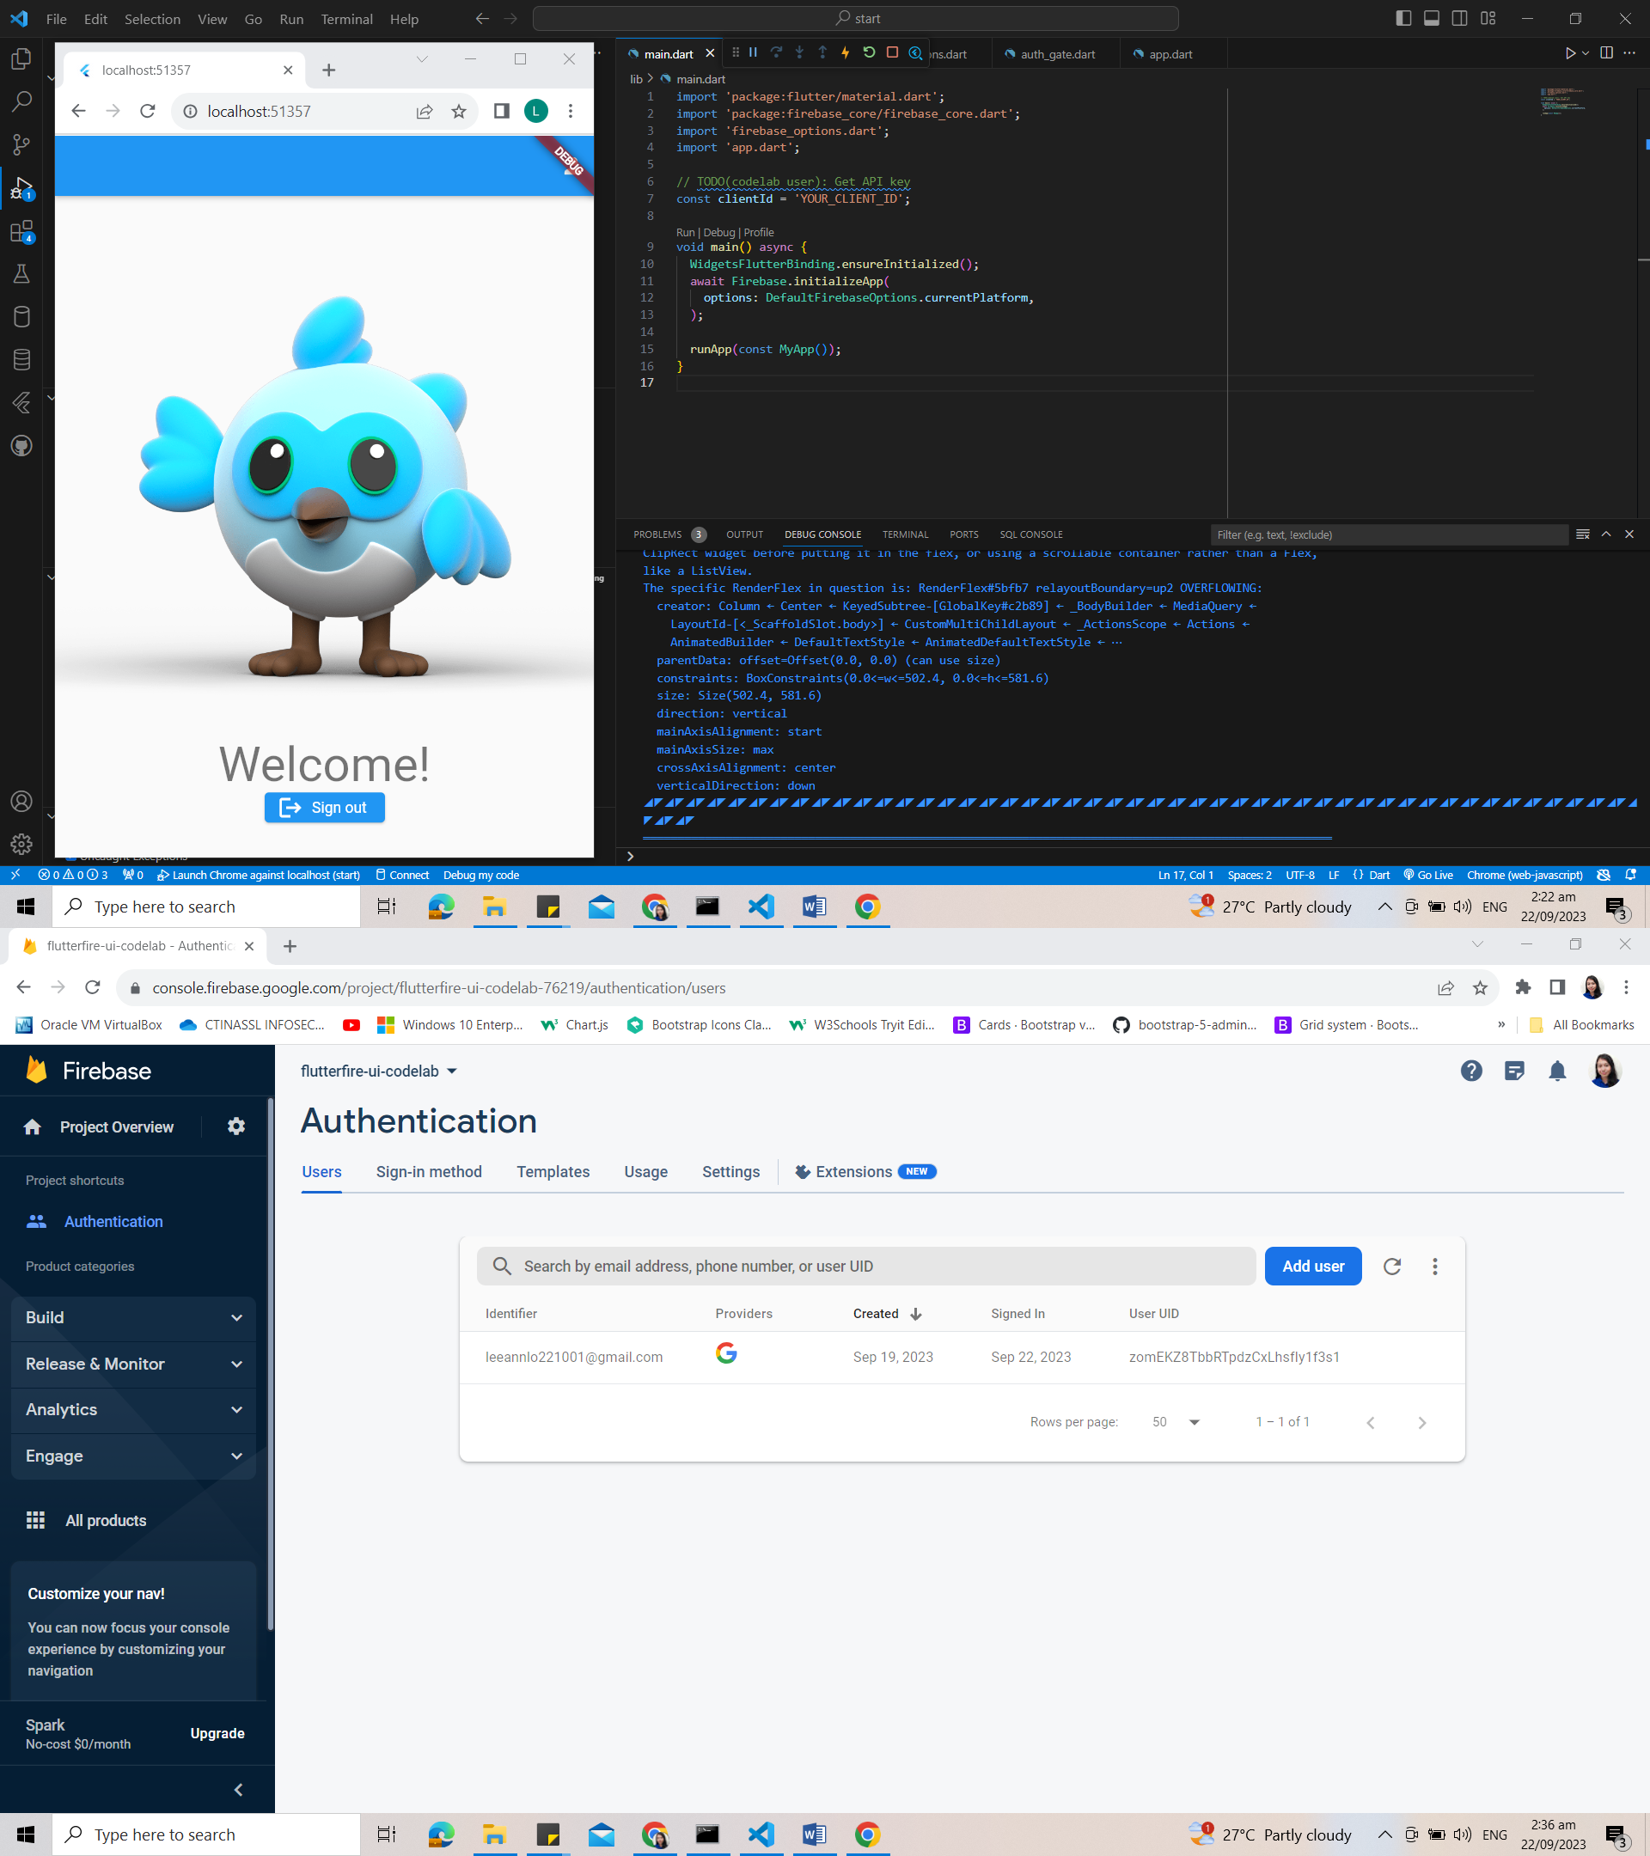 File Edit Selection View Go Run Terminal Help
start
localhost:51357
localhost:51357
L
DEBUG
Welcome!
Sign out
main.dart
ons.dart
auth_gate.dart
app.dart
lib > main.dart
1 import 'package:flutter/material.dart';
2 import 'package:firebase_core/firebase_core.dart';
3 import 'firebase_options.dart';
4 import 'app.dart';
5
6 // TODO(codelab user): Get API key
7 const clientId = 'YOUR_CLIENT_ID';
8
Run | Debug | Profile
9 void main() async {
10 WidgetsFlutterBinding.ensureInitialized();
11 await Firebase.initializeApp(
12 options: DefaultFirebaseOptions.currentPlatform,
13 );
14
15 runApp(const MyApp());
16 }
17
PROBLEMS 3 OUTPUT DEBUG CONSOLE TERMINAL PORTS SQL CONSOLE
Filter (e.g. text, !exclude)
ClipRect widget before putting it in the flex, or using a scrollable container rather than a Flex,
like a ListView.
The specific RenderFlex in question is: RenderFlex#5bfb7 relayoutBoundary=up2 OVERFLOWING:
creator: Column ← Center ← KeyedSubtree-[GlobalKey#c2b89] ← _BodyBuilder ← MediaQuery ←
LayoutId-[<_ScaffoldSlot.body>] ← CustomMultiChildLayout ← _ActionsScope ← Actions ←
AnimatedBuilder ← DefaultTextStyle ← AnimatedDefaultTextStyle ← ⋯
parentData: offset=Offset(0.0, 0.0) (can use size)
constraints: BoxConstraints(0.0<=w<=502.4, 0.0<=h<=581.6)
size: Size(502.4, 581.6)
direction: vertical
mainAxisAlignment: start
mainAxisSize: max
crossAxisAlignment: center
verticalDirection: down
ng
Uncaught Exceptions
1
4
0 0 3 0 Launch Chrome against localhost (start) Connect Debug my code
Ln 17, Col 1 Spaces: 2 UTF-8 LF {} Dart Go Live Chrome (web-javascript)
Type here to search
1 27°C Partly cloudy
ENG
2:22 am
22/09/2023
3
flutterfire-ui-codelab - Authentic
console.firebase.google.com/project/flutterfire-ui-codelab-76219/authentication/users
Oracle VM VirtualBox CTINASSL INFOSEC... Windows 10 Enterp... Chart.js Bootstrap Icons Cla... W3Schools Tryit Edi... Cards · Bootstrap v... bootstrap-5-admin... Grid system · Boots... » All Bookmarks
Firebase
Project Overview
Project shortcuts
Authentication
Product categories
Build
Release & Monitor
Analytics
Engage
All products
Customize your nav!
You can now focus your console
experience by customizing your
navigation
Spark
No-cost $0/month
Upgrade
flutterfire-ui-codelab
Authentication
Users Sign-in method Templates Usage Settings Extensions NEW
Search by email address, phone number, or user UID
Add user
Identifier Providers Created Signed In User UID
leeannlo221001@gmail.com Sep 19, 2023 Sep 22, 2023 zomEKZ8TbbRTpdzCxLhsfIy1f3s1
Rows per page: 50 1 – 1 of 1
Type here to search
1 27°C Partly cloudy
ENG
2:36 am
22/09/2023
3